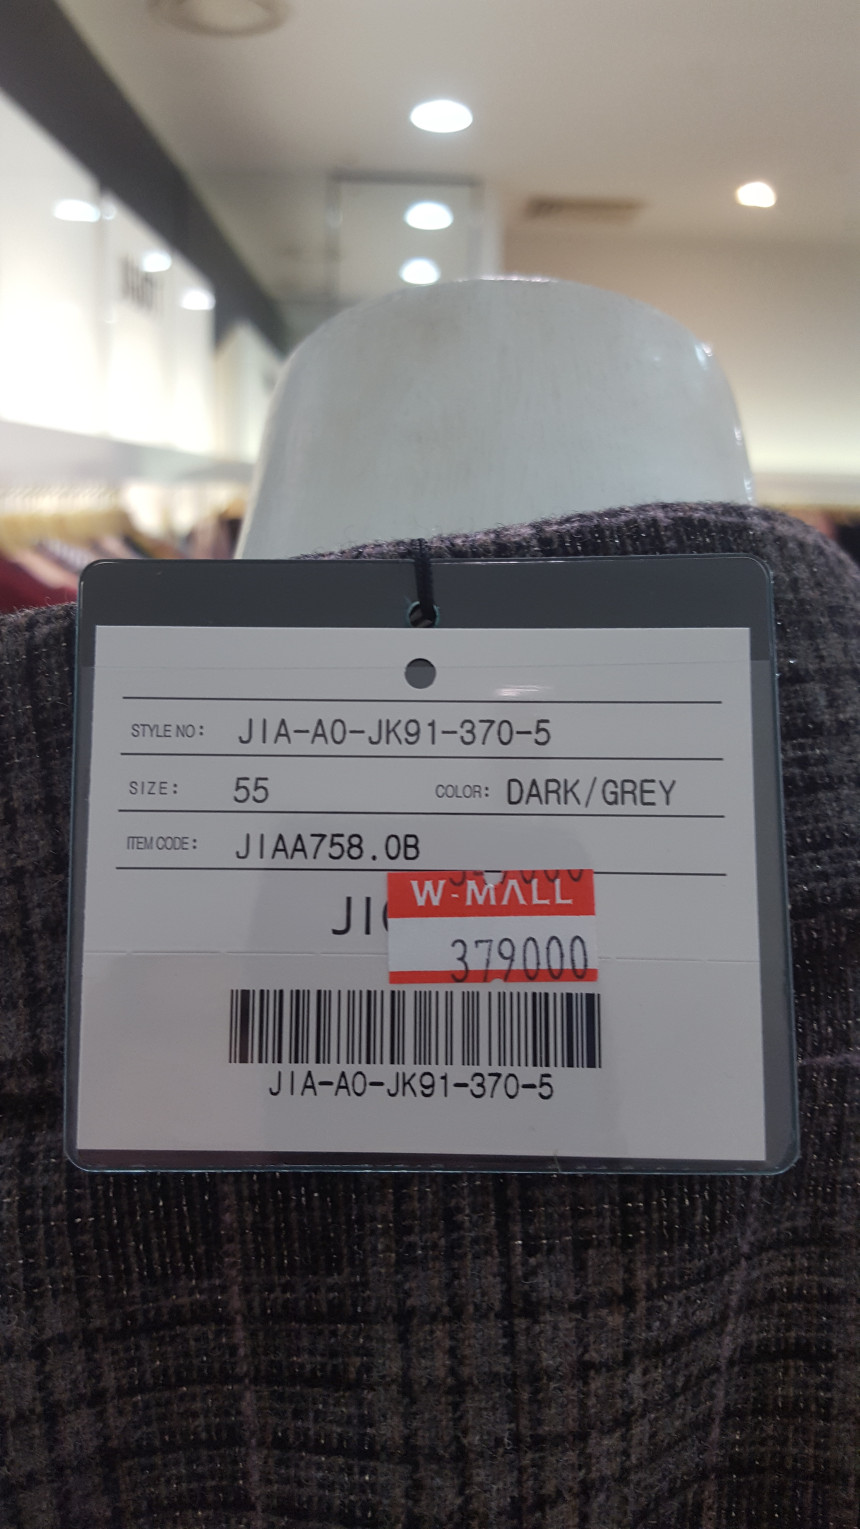 STYLE NO: JIA-A0-JK91-370-5
SIZE: 55 COLOR: DARK/GREY
ITEM CODE: JIAA758.0B
W-MALL
379000
JIA-A0-JK91-370-5